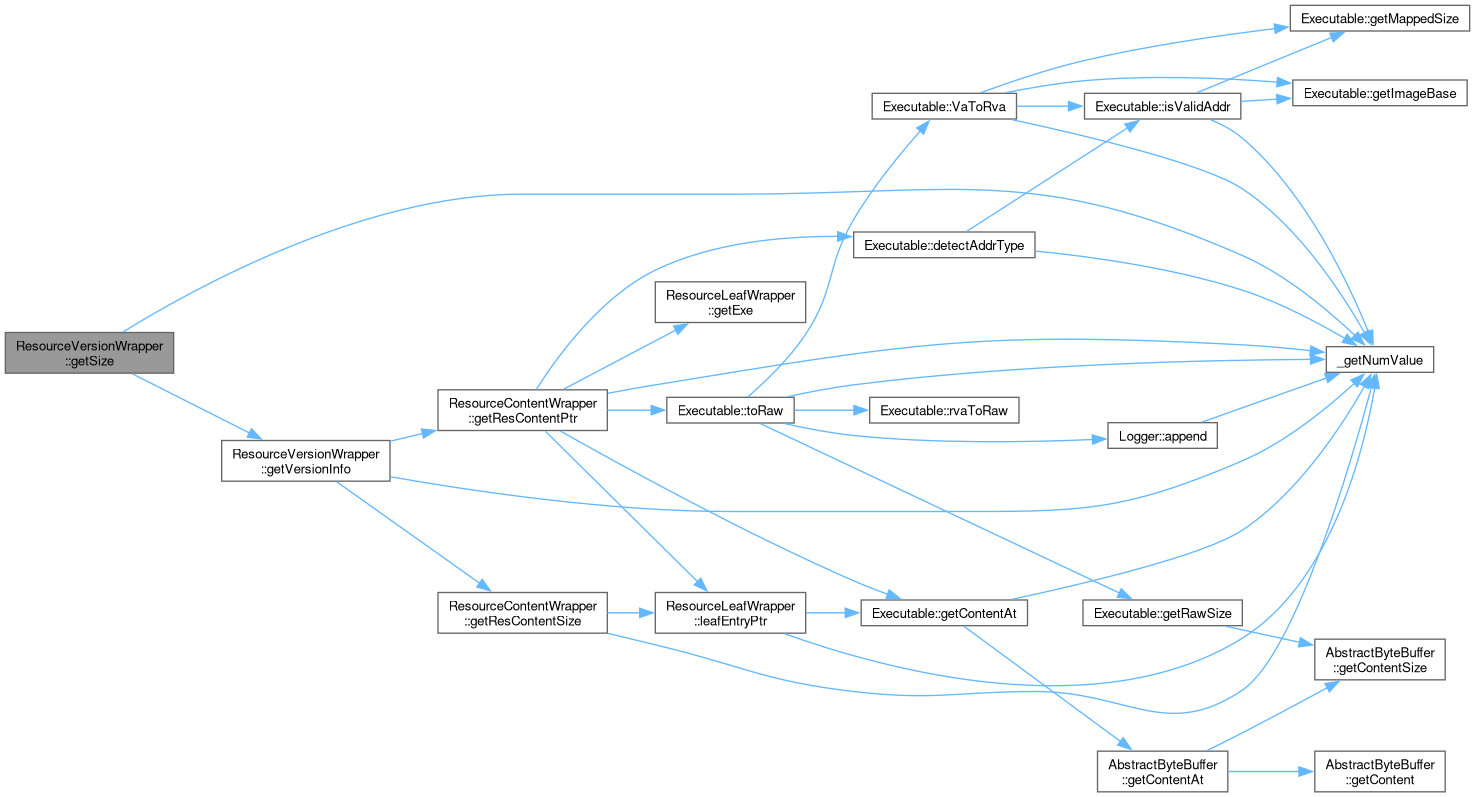 Executable::getMappedSize
Executable::VaToRva
Executable::isValidAddr
Executable::getImageBase
Executable::detectAddrType
ResourceLeafWrapper
::getExe
ResourceVersionWrapper
::getSize
_getNumValue
ResourceContentWrapper
::getResContentPtr
Executable::toRaw
Executable::rvaToRaw
Logger::append
ResourceVersionWrapper
::getVersionInfo
ResourceContentWrapper
::getResContentSize
ResourceLeafWrapper
::leafEntryPtr
Executable::getContentAt
Executable::getRawSize
AbstractByteBuffer
::getContentSize
AbstractByteBuffer
::getContentAt
AbstractByteBuffer
::getContent